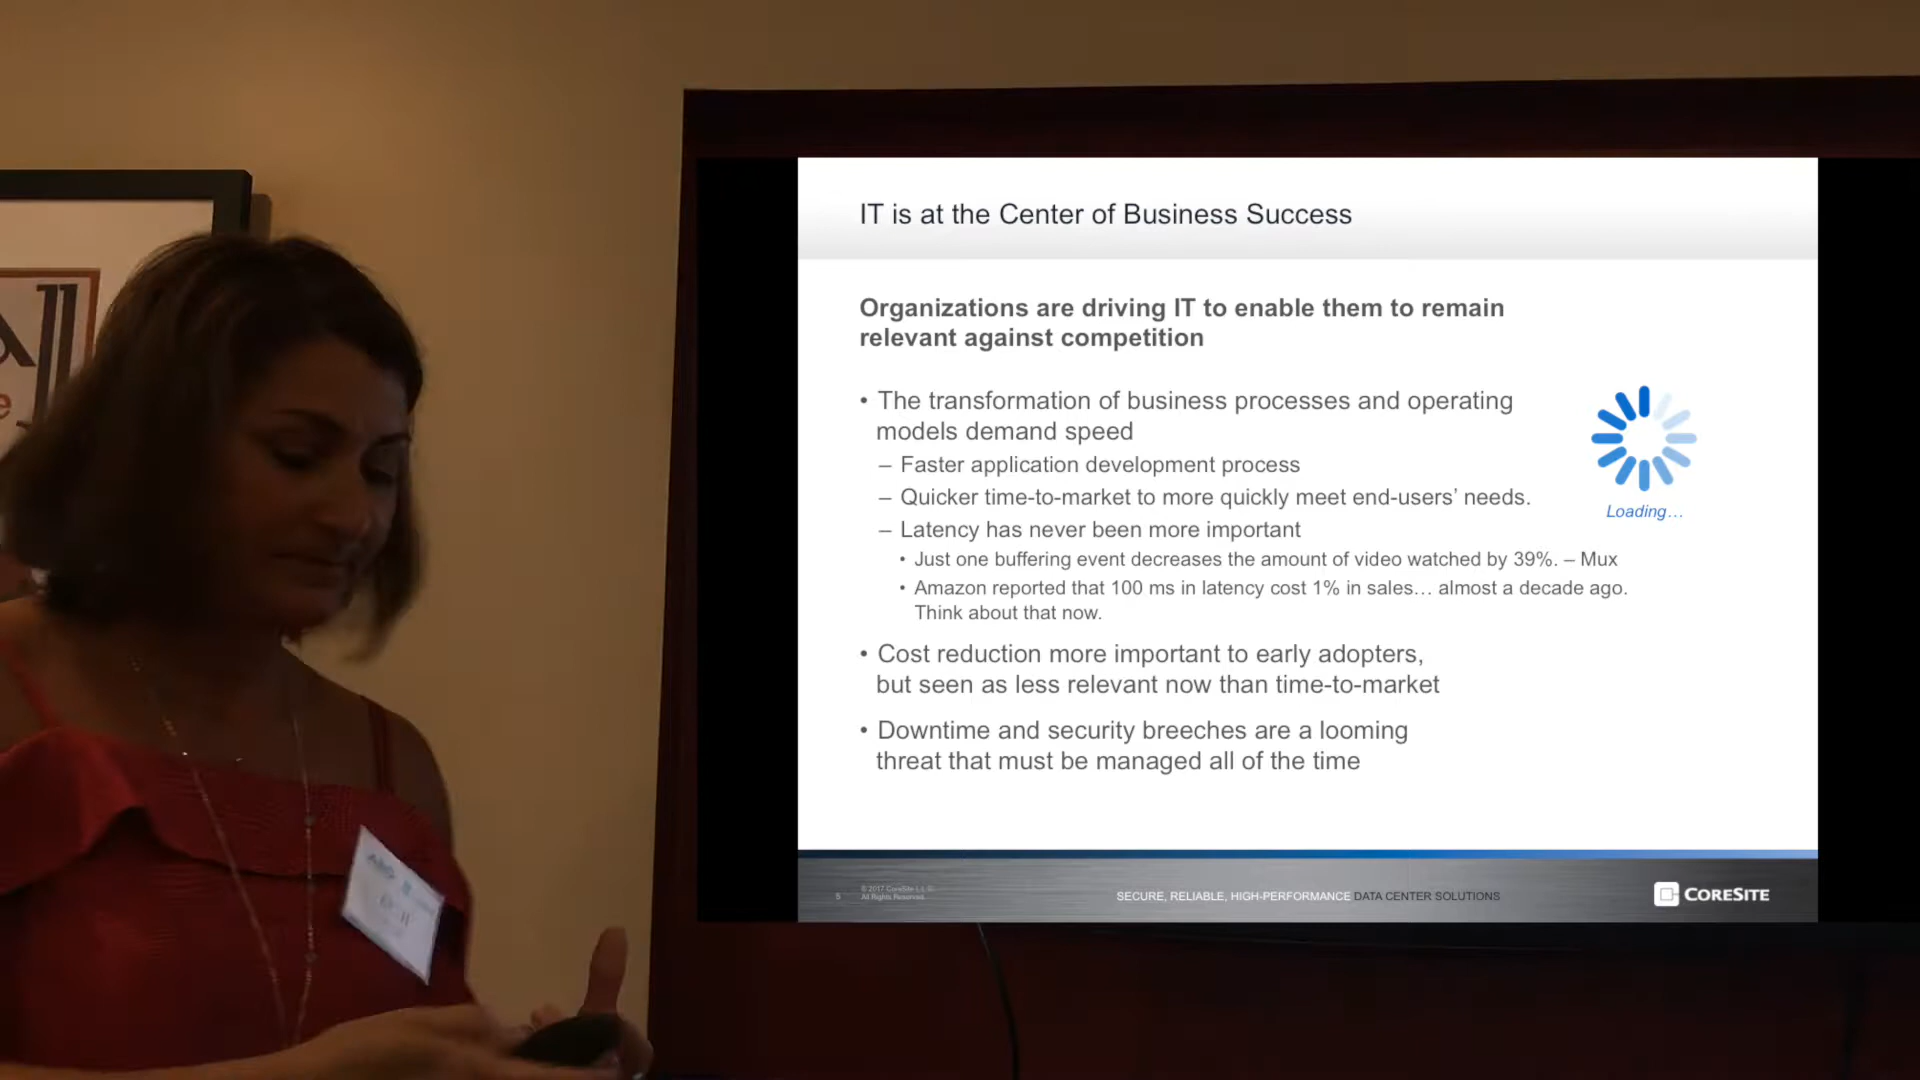 IT is at the Center of Business Success
Organizations are driving IT to enable them to remain
relevant against competition
• The transformation of business processes and operating
models demand speed
– Faster application development process
– Quicker time-to-market to more quickly meet end-users’ needs.
– Latency has never been more important
• Just one buffering event decreases the amount of video watched by 39%. – Mux
• Amazon reported that 100 ms in latency cost 1% in sales… almost a decade ago.
Think about that now.
• Cost reduction more important to early adopters,
but seen as less relevant now than time-to-market
• Downtime and security breeches are a looming
threat that must be managed all of the time
Loading…
5
© 2017 CoreSite
All Rights Reserved.
SECURE, RELIABLE, HIGH-PERFORMANCE DATA CENTER SOLUTIONS
CORESITE